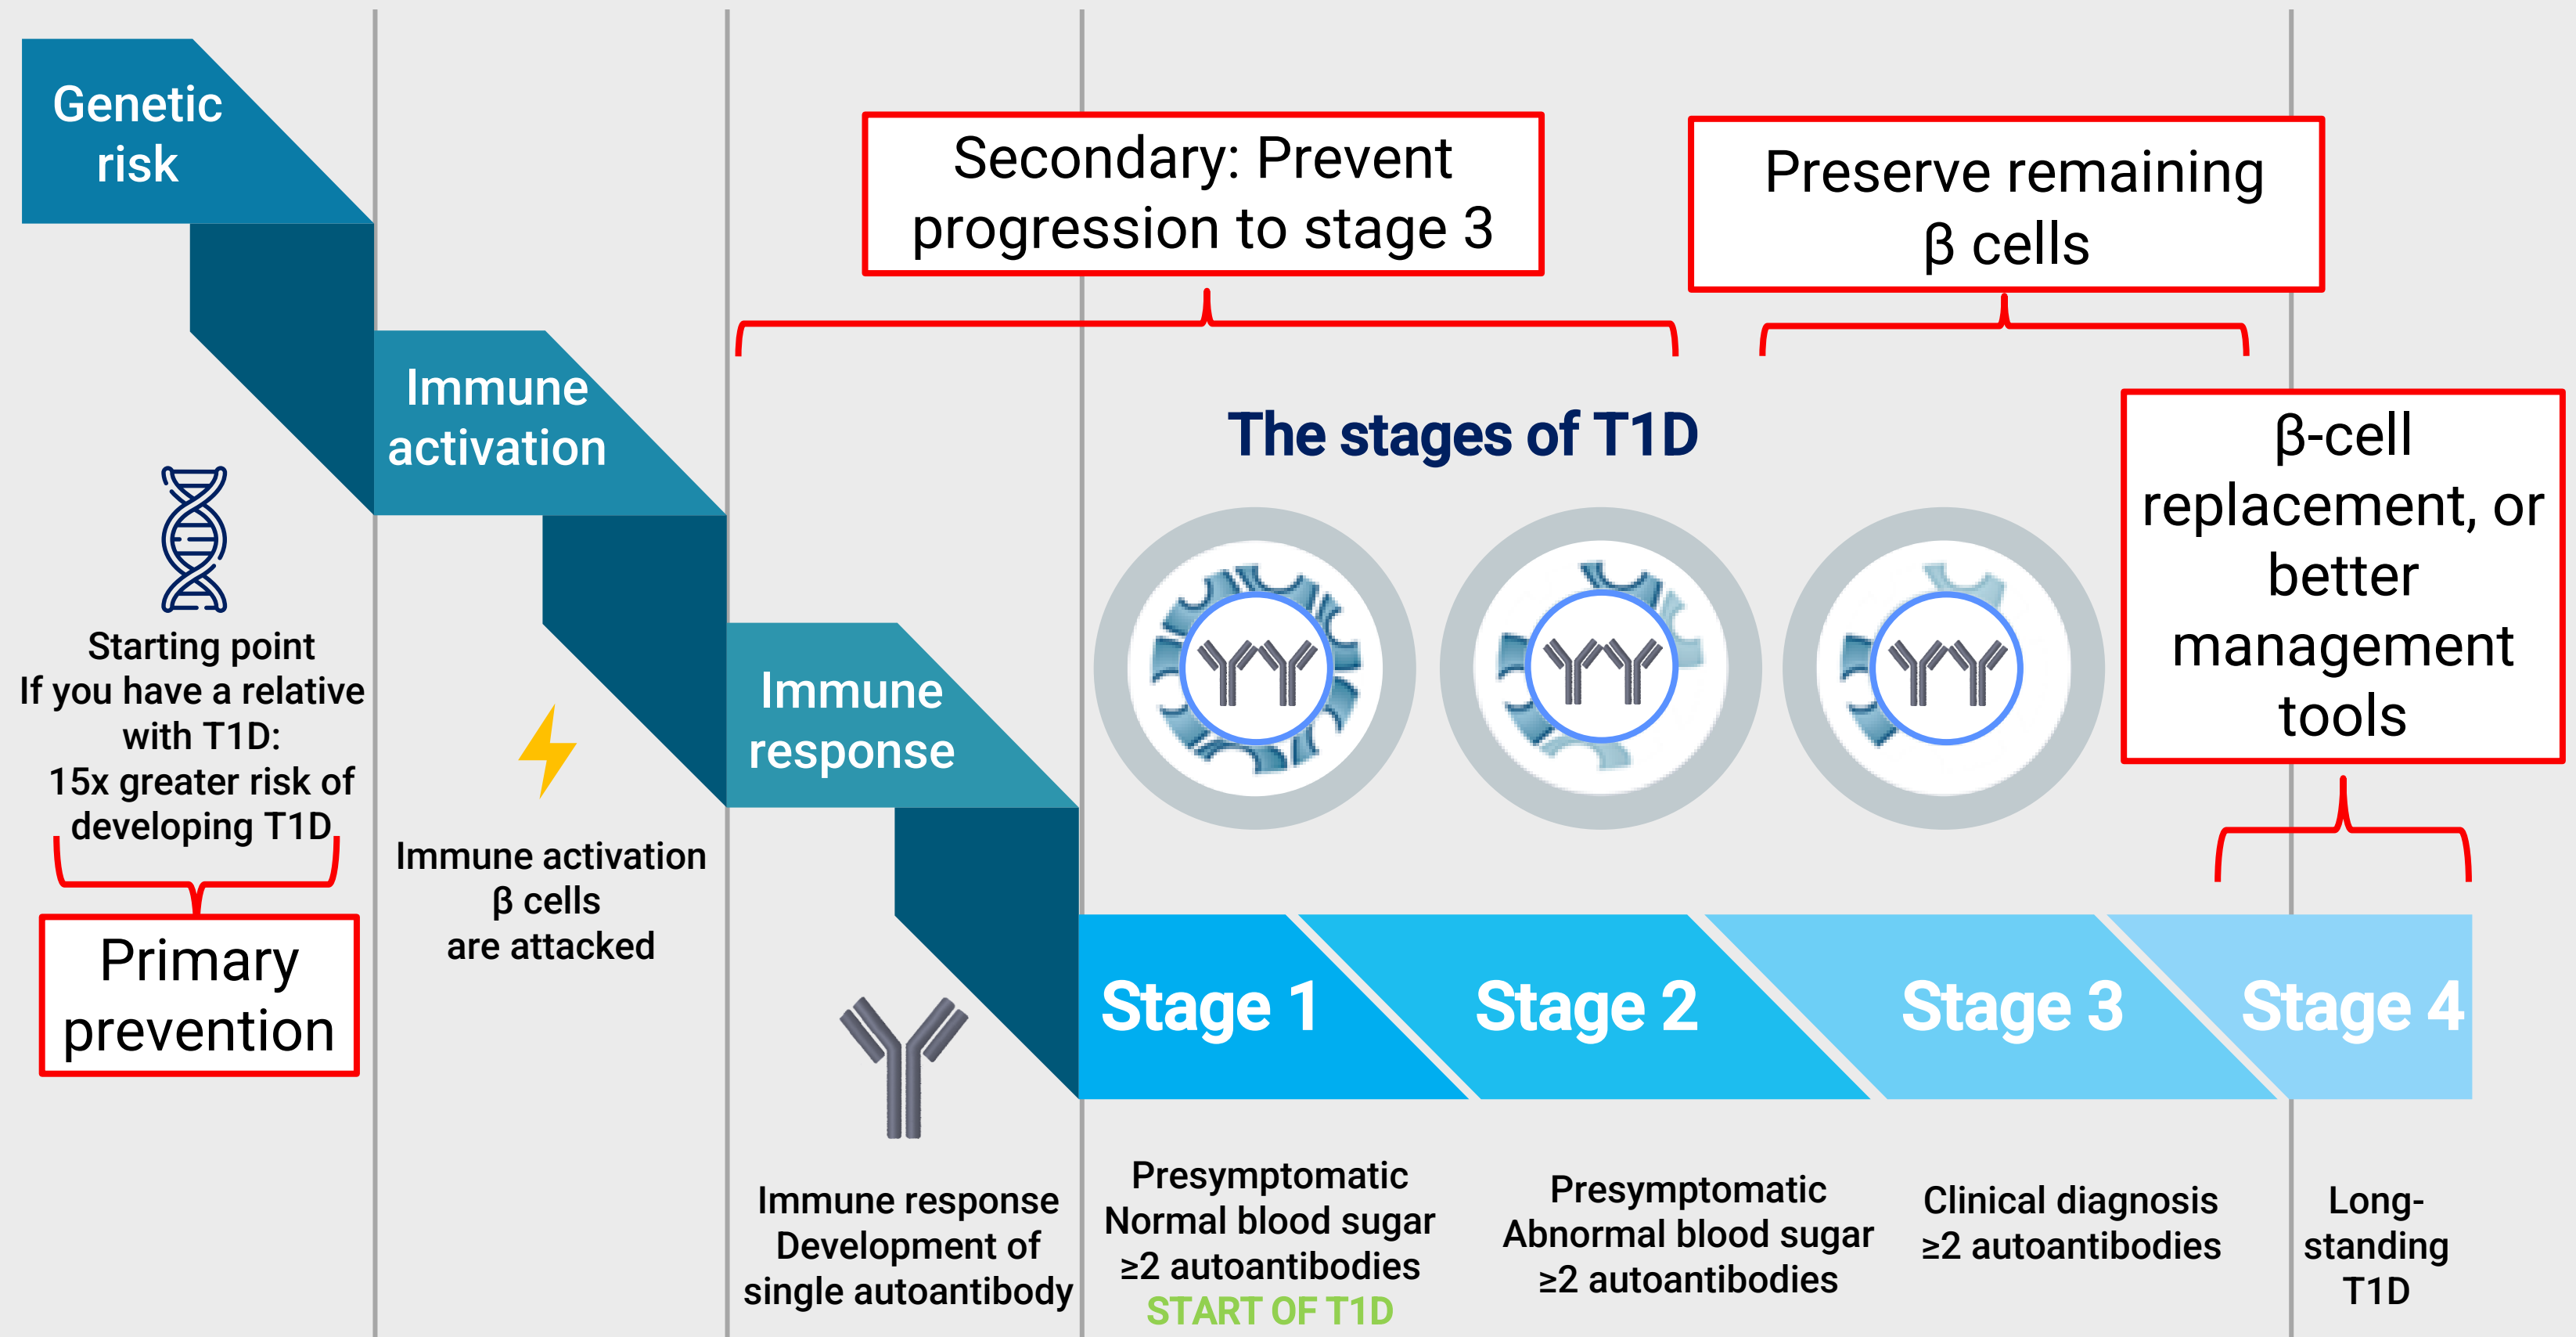 Genetic
risk
Starting point
If you have a relative
with T1D:
15x greater risk of
developing T1D
Primary
prevention
Immune
activation
Immune activation
β cells
are attacked
Immune
response
Immune response
Development of
single autoantibody
Secondary: Prevent
progression to stage 3
Preserve remaining
β cells
β-cell
replacement, or
better
management
tools
The stages of T1D
Stage 1
Stage 2
Stage 3
Stage 4
Presymptomatic
Normal blood sugar
≥2 autoantibodies
START OF T1D
Presymptomatic
Abnormal blood sugar
≥2 autoantibodies
Clinical diagnosis
≥2 autoantibodies
Long-
standing
T1D